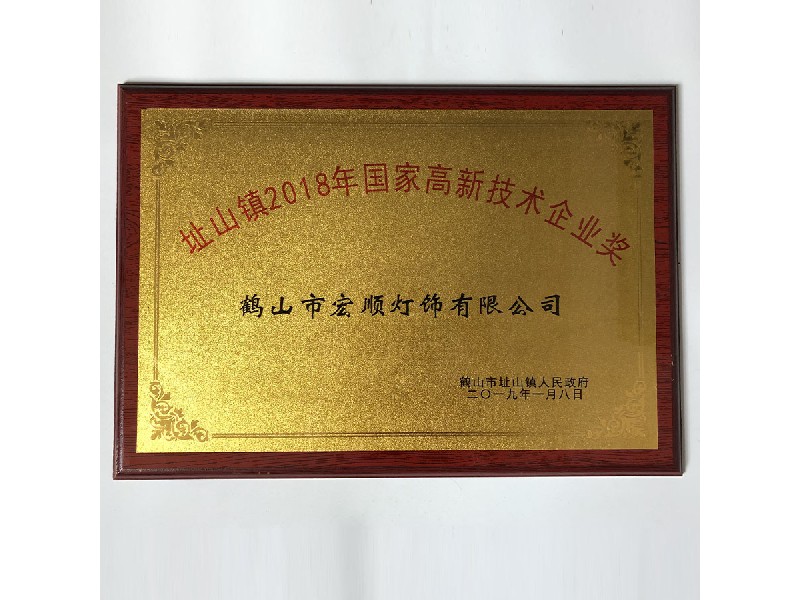 址山镇2018年国家高新技术企业奖
鹤山市宏顺灯饰有限公司
鹤山市址山镇人民政府
二〇一九年一月八日